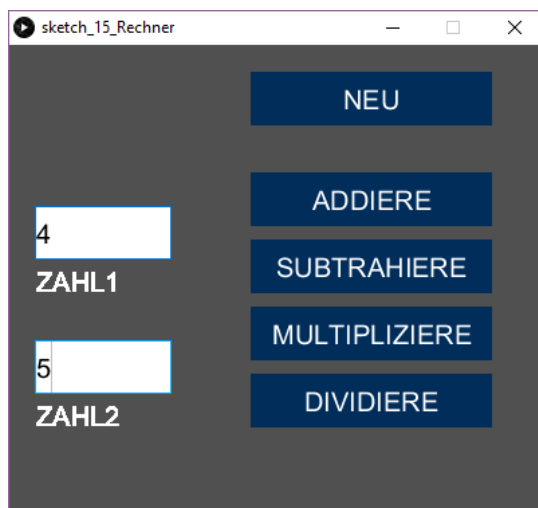 sketch_15_Rechner
NEU
ADDIERE
4
SUBTRAHIERE
ZAHL1
MULTIPLIZIERE
5
DIVIDIERE
ZAHL2